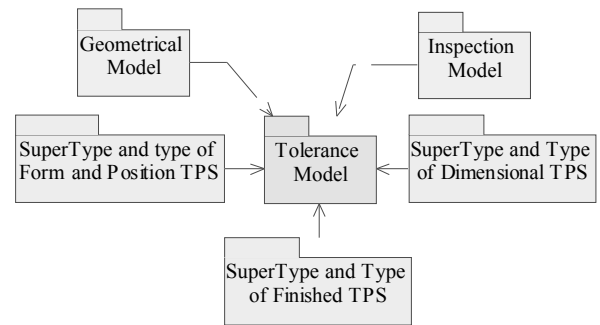 Geometrical
Model
Inspection
Model
SuperType and type of
Form and Position TPS
Tolerance
Model
SuperType and Type
of Dimensional TPS
SuperType and Type
of Finished TPS